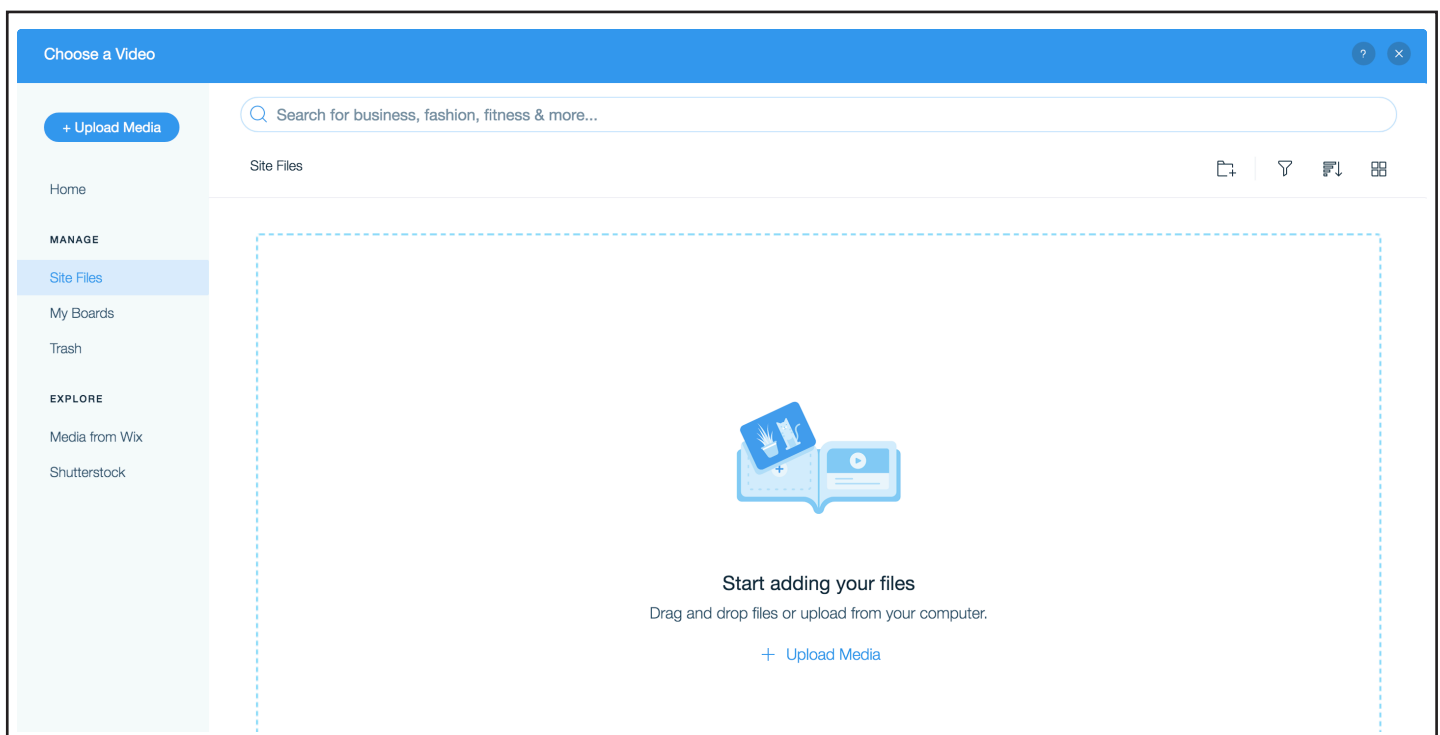 Choose a Video
?
+ Upload Media
Search for business, fashion, fitness & more...
Site Files
Home
MANAGE
Site Files
My Boards
Trash
EXPLORE
Media from Wix
Shutterstock
Start adding your files
Drag and drop files or upload from your computer.
+ Upload Media